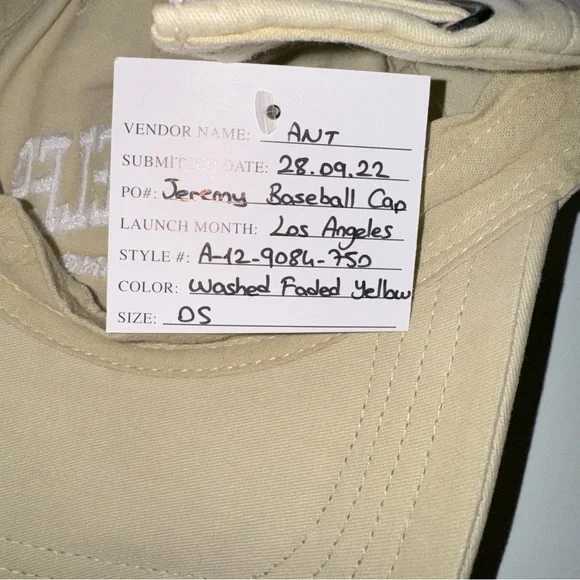 VENDOR NAME: ANT
SUBMITTED DATE: 28.09.22
PO#: Jeremy Baseball Cap
LAUNCH MONTH: Los Angeles
STYLE #: A-12-9084-750
COLOR: Washed Faded Yellow
SIZE: OS